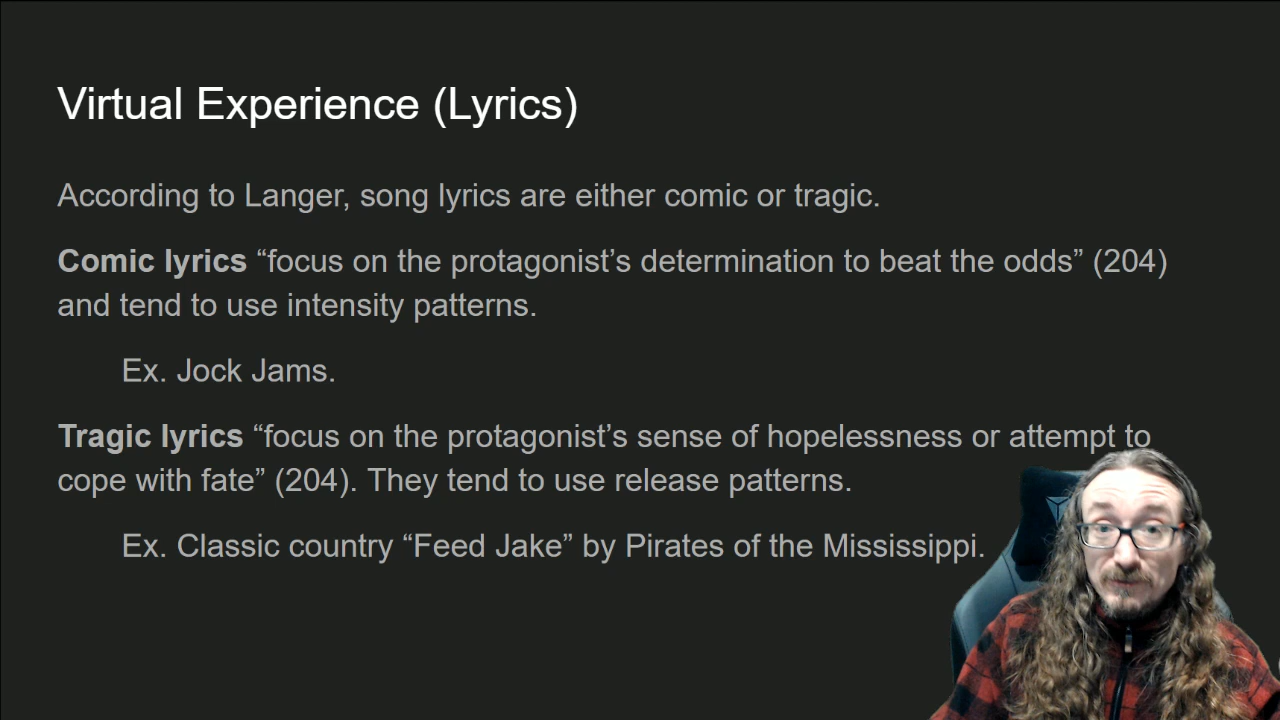 Virtual Experience (Lyrics)
According to Langer, song lyrics are either comic or tragic.
Comic lyrics “focus on the protagonist’s determination to beat the odds” (204)
and tend to use intensity patterns.
Ex. Jock Jams.
Tragic lyrics “focus on the protagonist’s sense of hopelessness or attempt to
cope with fate” (204). They tend to use release patterns.
Ex. Classic country “Feed Jake” by Pirates of the Mississippi.